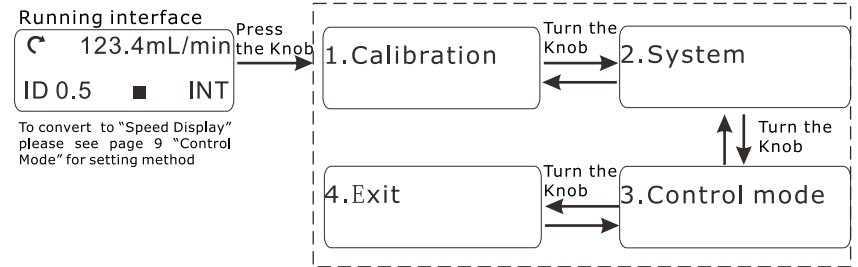 Running interface
123.4mL/min
ID 0.5 ■ INT
To convert to “Speed Display”
please see page 9 “Control
Mode” for setting method
Press
the Knob
1.Calibration
Turn the
Knob
2.System
Turn the
Knob
3.Control mode
Turn the
Knob
4.Exit